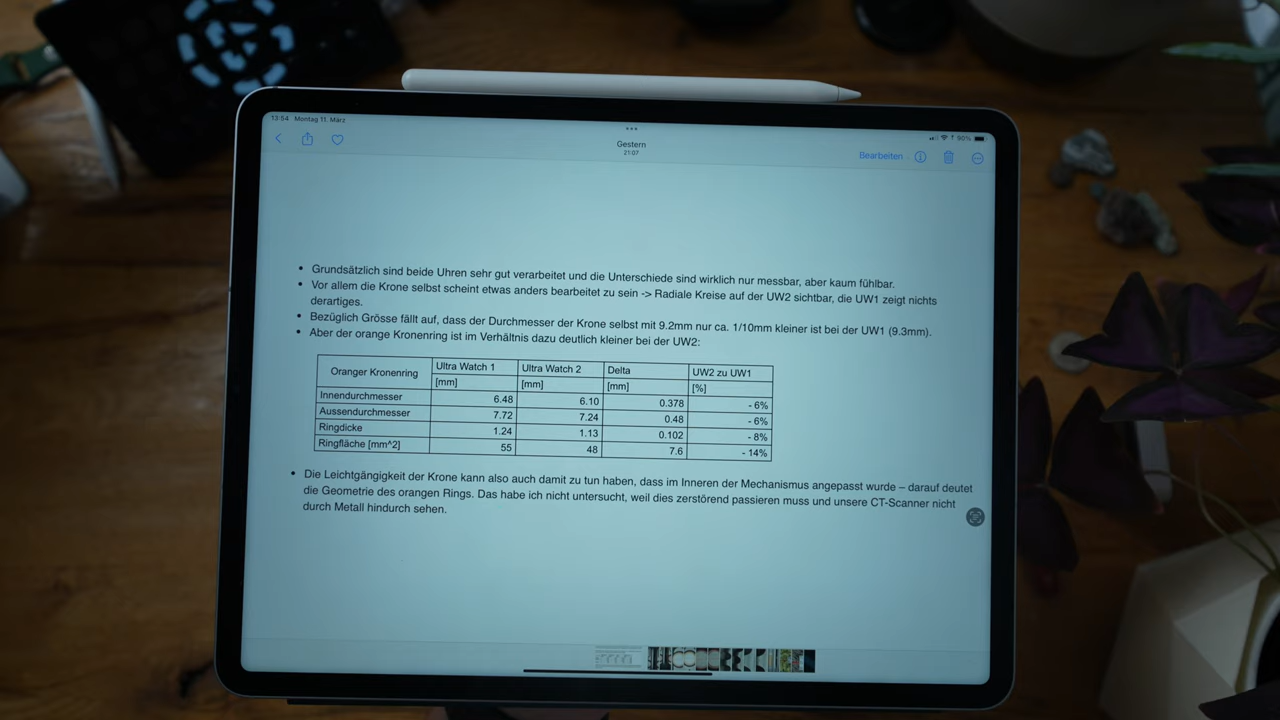 13:54 Montag 11. März
90%
Gestern
21:07
Bearbeiten
• Grundsätzlich sind beide Uhren sehr gut verarbeitet und die Unterschiede sind wirklich nur messbar, aber kaum fühlbar.
• Vor allem die Krone selbst scheint etwas anders bearbeitet zu sein -> Radiale Kreise auf der UW2 sichtbar, die UW1 zeigt nichts
derartiges.
• Bezüglich Grösse fällt auf, dass der Durchmesser der Krone selbst mit 9.2mm nur ca. 1/10mm kleiner ist bei der UW1 (9.3mm).
• Aber der orange Kronenring ist im Verhältnis dazu deutlich kleiner bei der UW2:
Oranger Kronenring Ultra Watch 1 Ultra Watch 2 Delta UW2 zu UW1
[mm] [mm] [mm] [%]
Innendurchmesser 6.48 6.10 0.378 - 6%
Aussendurchmesser 7.72 7.24 0.48 - 6%
Ringdicke 1.24 1.13 0.102 - 8%
Ringfläche [mm^2] 55 48 7.6 - 14%
• Die Leichtgängigkeit der Krone kann also auch damit zu tun haben, dass im Inneren der Mechanismus angepasst wurde – darauf deutet
die Geometrie des orangen Rings. Das habe ich nicht untersucht, weil dies zerstörend passieren muss und unsere CT-Scanner nicht
durch Metall hindurch sehen.